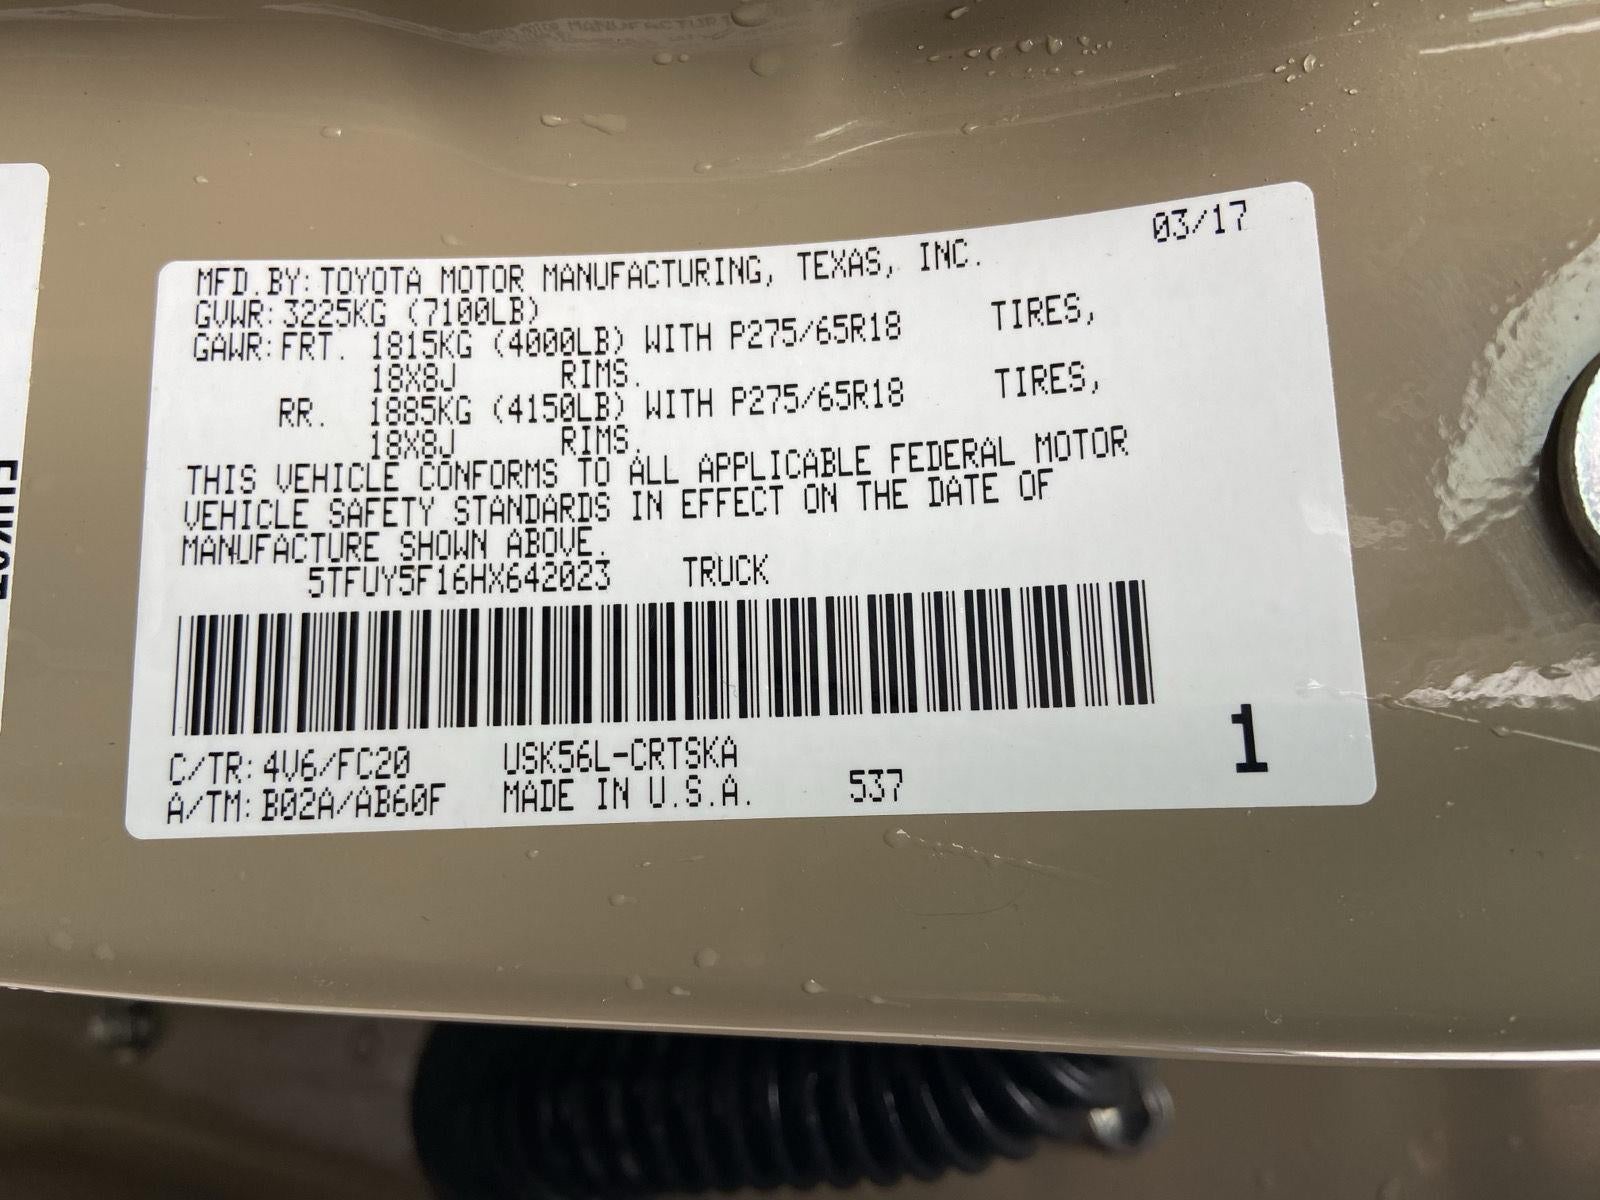 03/17
MFD.BY:TOYOTA MOTOR MANUFACTURING, TEXAS, INC.
GVWR:3225KG (7100LB)
GAWR:FRT. 1815KG (4000LB) WITH P275/65R18 TIRES,
18X8J RIMS.
RR. 1885KG (4150LB) WITH P275/65R18 TIRES,
18X8J RIMS.
THIS VEHICLE CONFORMS TO ALL APPLICABLE FEDERAL MOTOR
VEHICLE SAFETY STANDARDS IN EFFECT ON THE DATE OF
MANUFACTURE SHOWN ABOVE.
5TFUY5F16HX642023 TRUCK
C/TR:4V6/FC20 USK56L-CRTSKA
A/TM:B02A/AB60F MADE IN U.S.A. 537
1